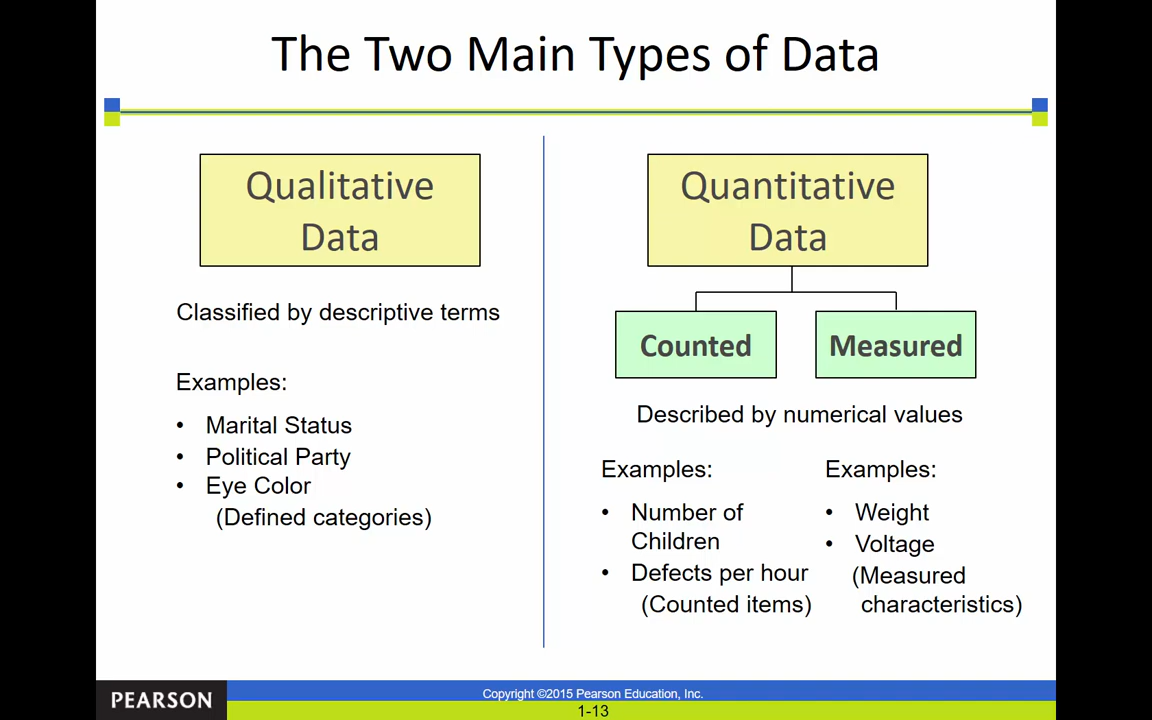 The Two Main Types of Data
Qualitative
Data
Classified by descriptive terms
Examples:
• Marital Status
• Political Party
• Eye Color
(Defined categories)
Quantitative
Data
Counted
Measured
Described by numerical values
Examples:
• Number of
Children
• Defects per hour
(Counted items)
Examples:
• Weight
• Voltage
(Measured
characteristics)
PEARSON
Copyright ©2015 Pearson Education, Inc.
1-13